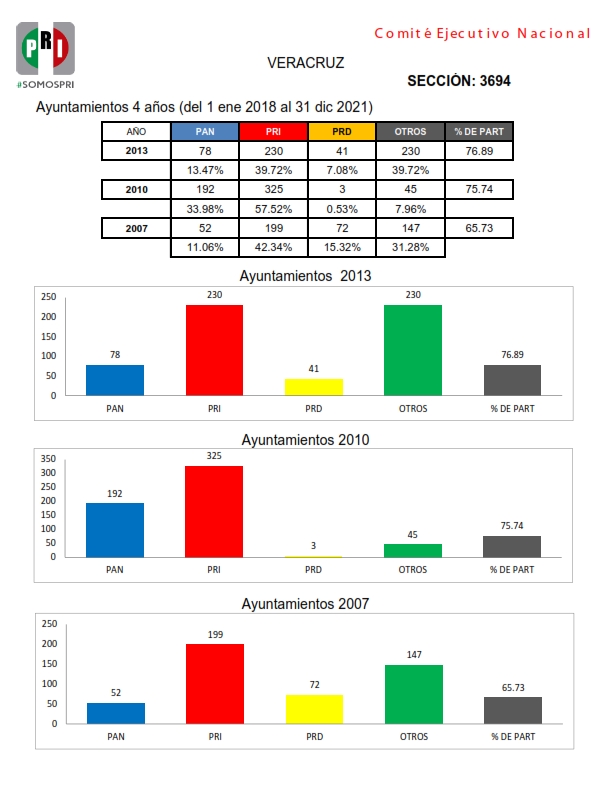 PRI
#SOMOSPRI
Comité Ejecutivo Nacional
VERACRUZ
SECCIÓN: 3694
Ayuntamientos 4 años (del 1 ene 2018 al 31 dic 2021)
AÑO PAN PRI PRD OTROS % DE PART
2013 78 230 41 230 76.89
13.47% 39.72% 7.08% 39.72%
2010 192 325 3 45 75.74
33.98% 57.52% 0.53% 7.96%
2007 52 199 72 147 65.73
11.06% 42.34% 15.32% 31.28%
Ayuntamientos 2013
250
200
150
100
50
0
78 230 41 230 76.89
PAN PRI PRD OTROS % DE PART
Ayuntamientos 2010
350
300
250
200
150
100
50
0
192 325 3 45 75.74
PAN PRI PRD OTROS % DE PART
Ayuntamientos 2007
250
200
150
100
50
0
52 199 72 147 65.73
PAN PRI PRD OTROS % DE PART